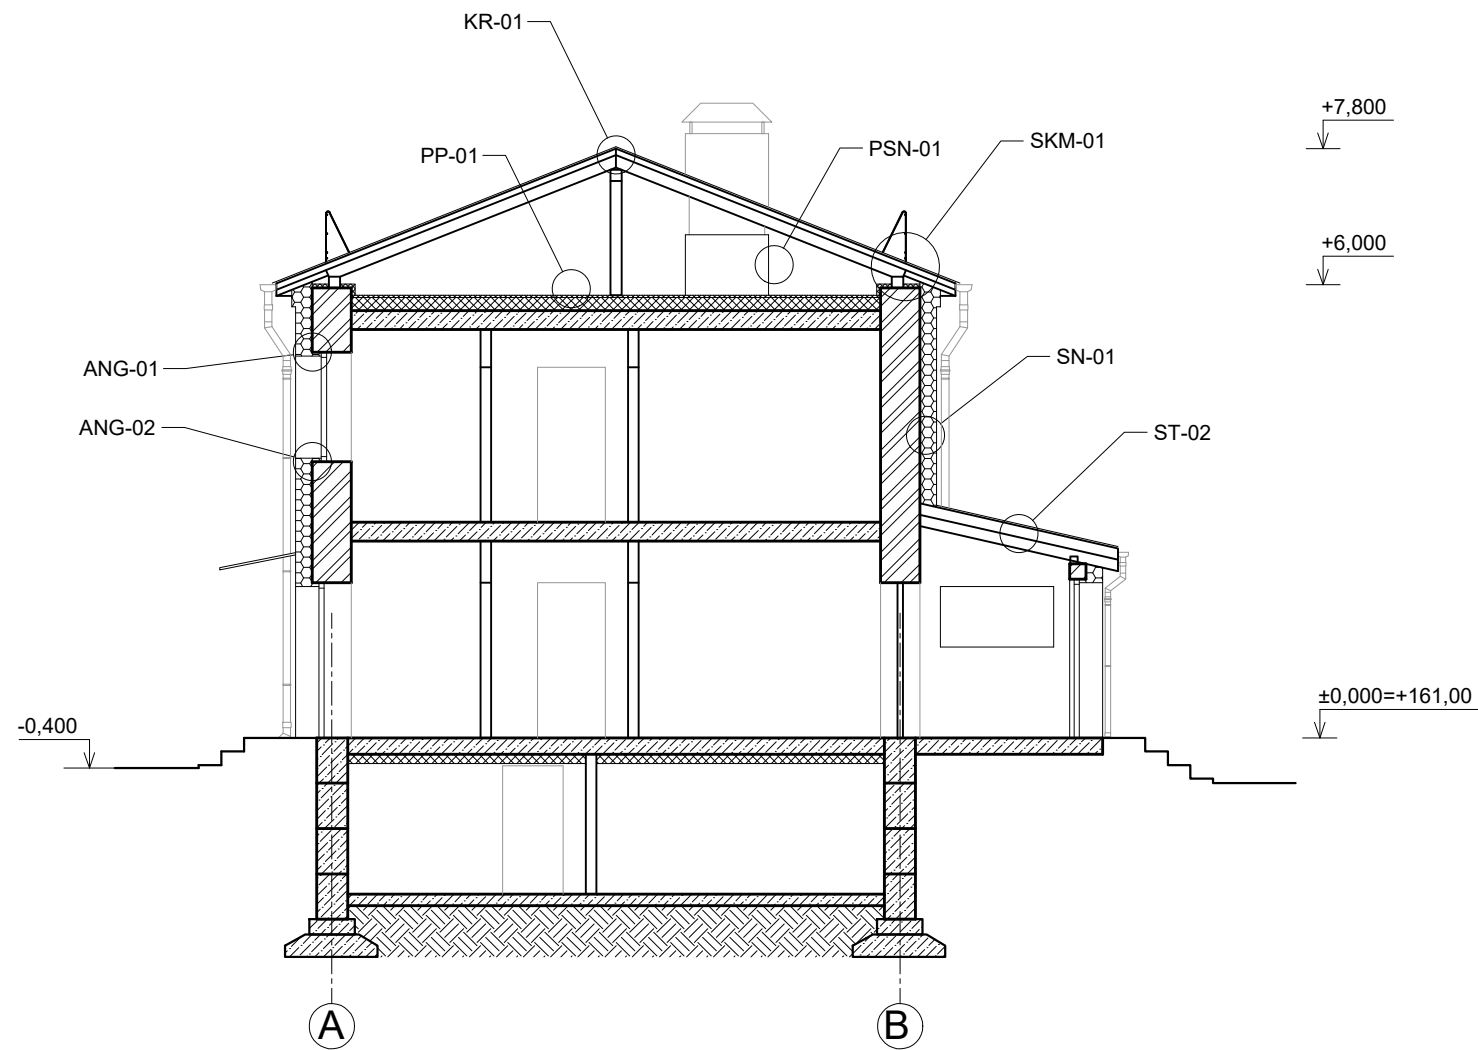 KR-01
+7,800
PP-01
PSN-01
SKM-01
+6,000
ANG-01
SN-01
ANG-02
ST-02
-0,400
±0,000=+161,00
A
B